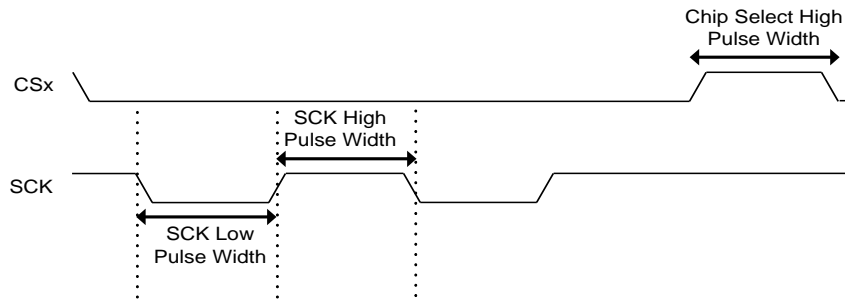 Chip Select High
Pulse Width
CSx
SCK High
Pulse Width
SCK
SCK Low
Pulse Width